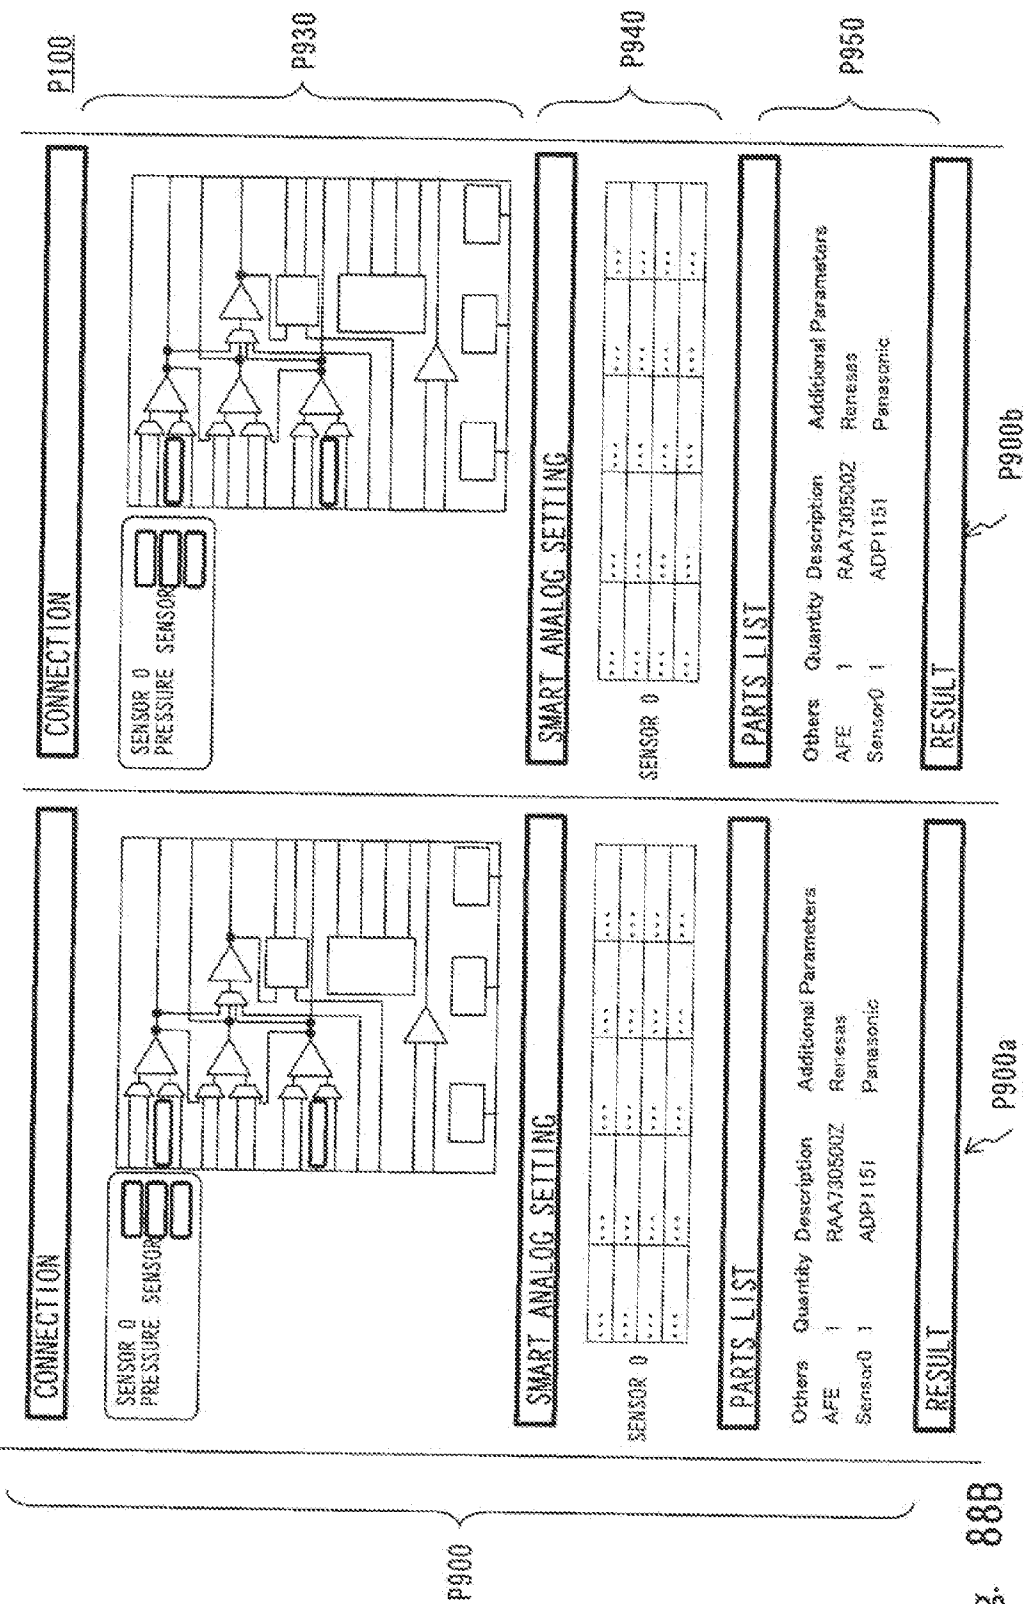 P100
P900
CONNECTION
SENSOR 0
PRESSURE SENSOR
SMART ANALOG SETTING
SENSOR 0
... ... ... ... ...
... ... ... ... ...
... ... ... ... ...
... ... ... ... ...
PARTS LIST
Others Quantity Description Additional Parameters
AFE 1 RAA730500Z Renesas
Sensor0 1 ADP1151 Panasonic
RESULT
P900a
CONNECTION
SENSOR 0
PRESSURE SENSOR
SMART ANALOG SETTING
SENSOR 0
... ... ... ... ...
... ... ... ... ...
... ... ... ... ...
... ... ... ... ...
PARTS LIST
Others Quantity Description Additional Parameters
AFE 1 RAA730500Z Renesas
Sensor0 1 ADP1151 Panasonic
RESULT
P900b
P930
P940
P950
88B